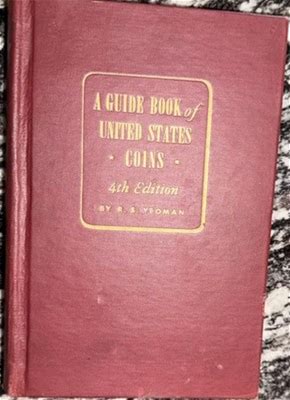 A GUIDE BOOK of
UNITED STATES
• COINS •
4th Edition
BY R. S. YEOMAN